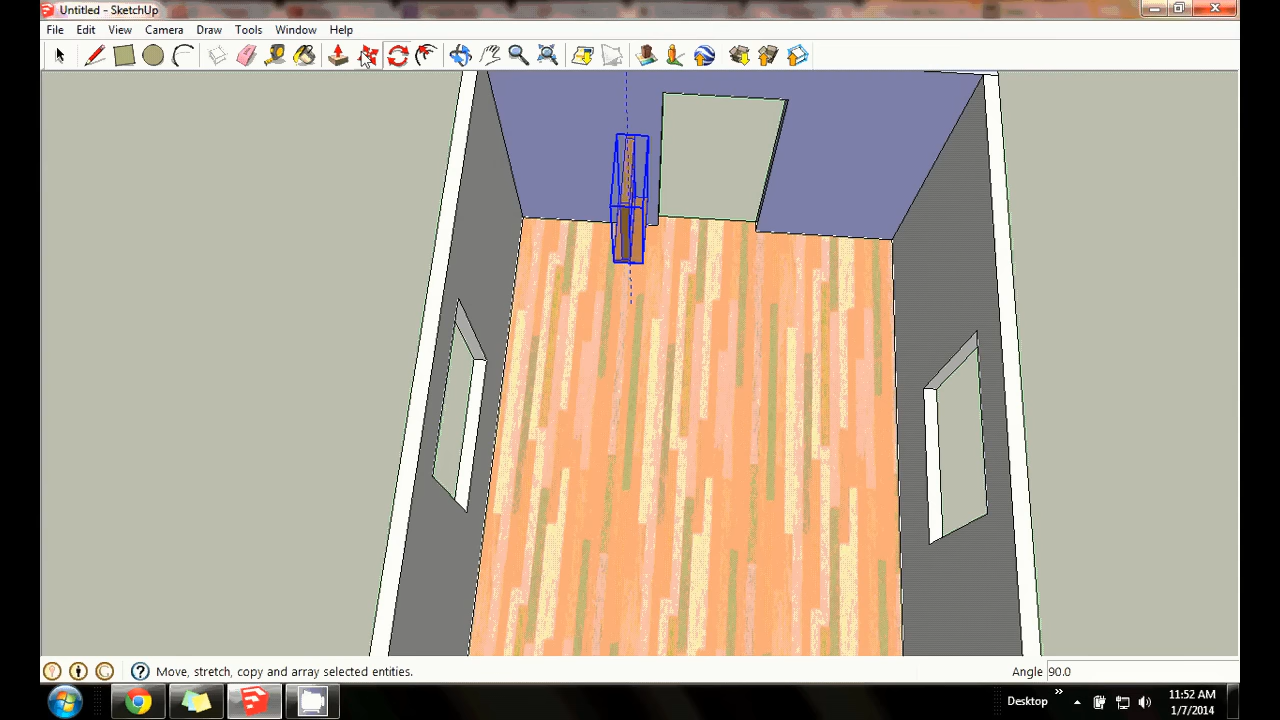 Untitled - SketchUp
File Edit View Camera Draw Tools Window Help
Move, stretch, copy and array selected entities.
Angle 90.0
Desktop
11:52 AM
1/7/2014